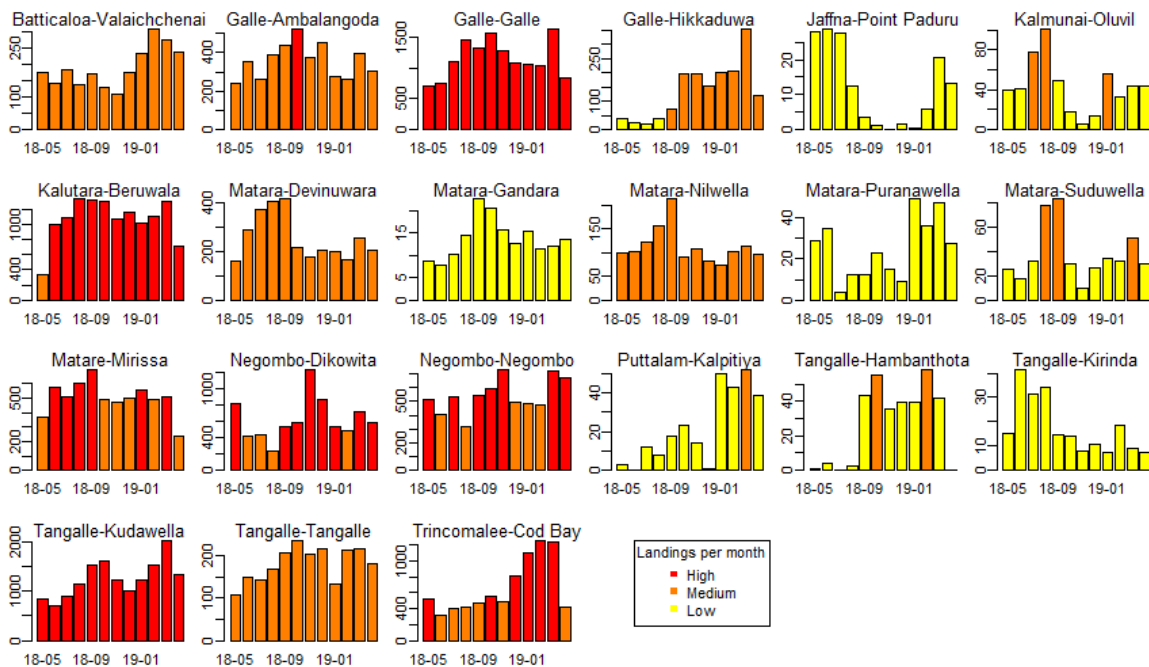 Batticaloa-Valaichchenai
250
100
0
18-05 18-09 19-01
Galle-Ambalangoda
400
200
0
18-05 18-09 19-01
Galle-Galle
1500
500
0
18-05 18-09 19-01
Galle-Hikkaduwa
250
100
0
18-05 18-09 19-01
Jaffna-Point Paduru
20
10
0
18-05 18-09 19-01
Kalmunai-Oluvil
80
40
0
18-05 18-09 19-01
Kalutara-Beruwala
1000
400
0
18-05 18-09 19-01
Matara-Devinuwara
400
200
0
18-05 18-09 19-01
Matara-Gandara
15
5
0
18-05 18-09 19-01
Matara-Nilwella
150
50
0
18-05 18-09 19-01
Matara-Puranawella
40
20
0
18-05 18-09 19-01
Matara-Suduwella
60
20
0
18-05 18-09 19-01
Matare-Mirissa
500
200
0
18-05 18-09 19-01
Negombo-Dikowita
1000
400
0
18-05 18-09 19-01
Negombo-Negombo
500
200
0
18-05 18-09 19-01
Puttalam-Kalpitiya
40
20
0
18-05 18-09 19-01
Tangalle-Hambanthota
40
20
0
18-05 18-09 19-01
Tangalle-Kirinda
30
10
0
18-05 18-09 19-01
Tangalle-Kudawella
2000
1000
0
18-05 18-09 19-01
Tangalle-Tangalle
200
100
0
18-05 18-09 19-01
Trincomalee-Cod Bay
1000
400
0
18-05 18-09 19-01
Landings per month
High
Medium
Low